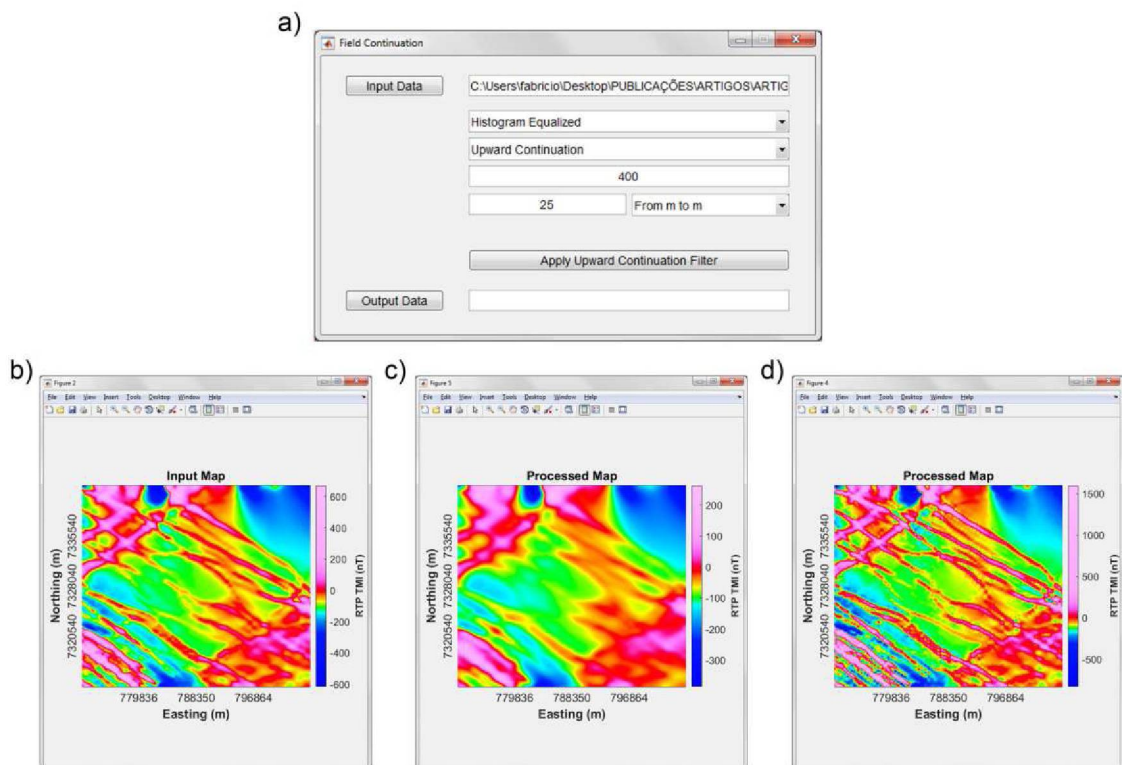 a)
Field Continuation
Input Data
C:\Users\fabricio\Desktop\PUBLICAÇÕES\ARTIGOS\ARTIG
Histogram Equalized
Upward Continuation
400
25
From m to m
Apply Upward Continuation Filter
Output Data
b)
Figure 2
File Edit View Insert Tools Desktop Window Help
Input Map
600
400
200
0
-200
-400
-600
RTP TMI (nT)
7335540
7328040
7320540
Northing (m)
779836 788350 796864
Easting (m)
c)
Figure 5
File Edit View Insert Tools Desktop Window Help
Processed Map
200
100
0
-100
-200
-300
RTP TMI (nT)
7335540
7328040
7320540
Northing (m)
779836 788350 796864
Easting (m)
d)
Figure 4
File Edit View Insert Tools Desktop Window Help
Processed Map
1500
1000
500
0
-500
RTP TMI (nT)
7335540
7328040
7320540
Northing (m)
779836 788350 796864
Easting (m)